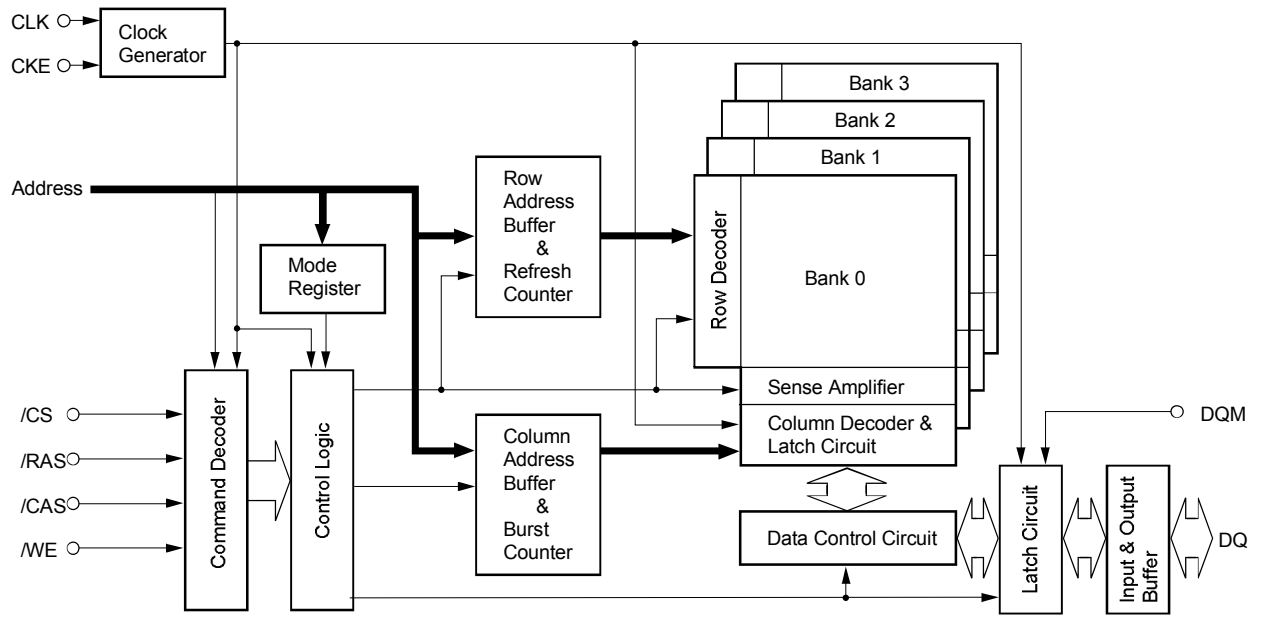 CLK
CKE
Clock
Generator
Bank 3
Bank 2
Bank 1
Address
Row
Address
Buffer
&
Refresh
Counter
Row Decoder
Bank 0
Mode
Register
Sense Amplifier
Column Decoder &
Latch Circuit
/CS
/RAS
/CAS
/WE
Command Decoder
Control Logic
Column
Address
Buffer
&
Burst
Counter
Data Control Circuit
DQM
Latch Circuit
Input & Output
Buffer
DQ